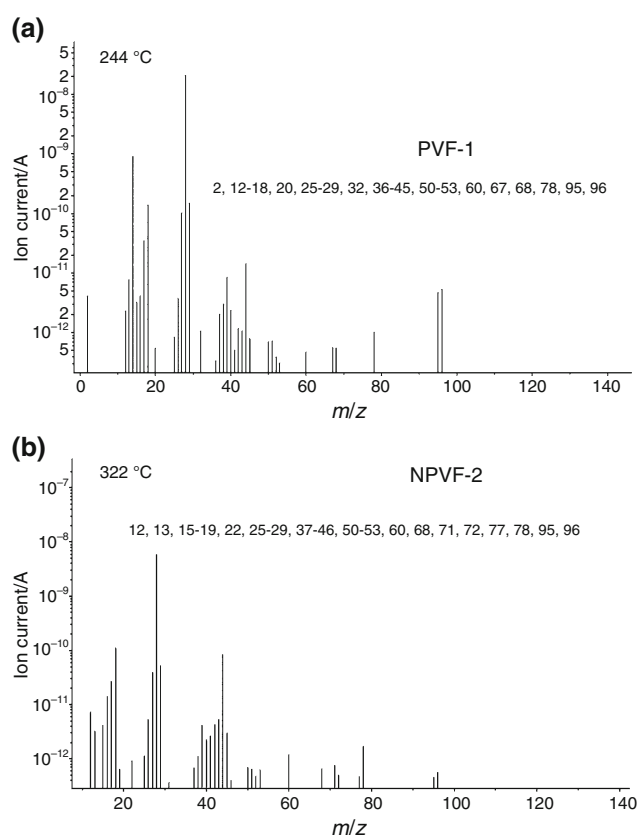 (a)
244 °C
PVF-1
2, 12-18, 20, 25-29, 32, 36-45, 50-53, 60, 67, 68, 78, 95, 96
Ion current/A
5
2
10⁻⁸
5
2
10⁻⁹
5
2
10⁻¹⁰
5
2
10⁻¹¹
5
2
10⁻¹²
5
0 20 40 60 80 100 120 140
m/z
(b)
322 °C
NPVF-2
12, 13, 15-19, 22, 25-29, 37-46, 50-53, 60, 68, 71, 72, 77, 78, 95, 96
Ion current/A
10⁻⁷
10⁻⁸
10⁻⁹
10⁻¹⁰
10⁻¹¹
10⁻¹²
20 40 60 80 100 120 140
m/z